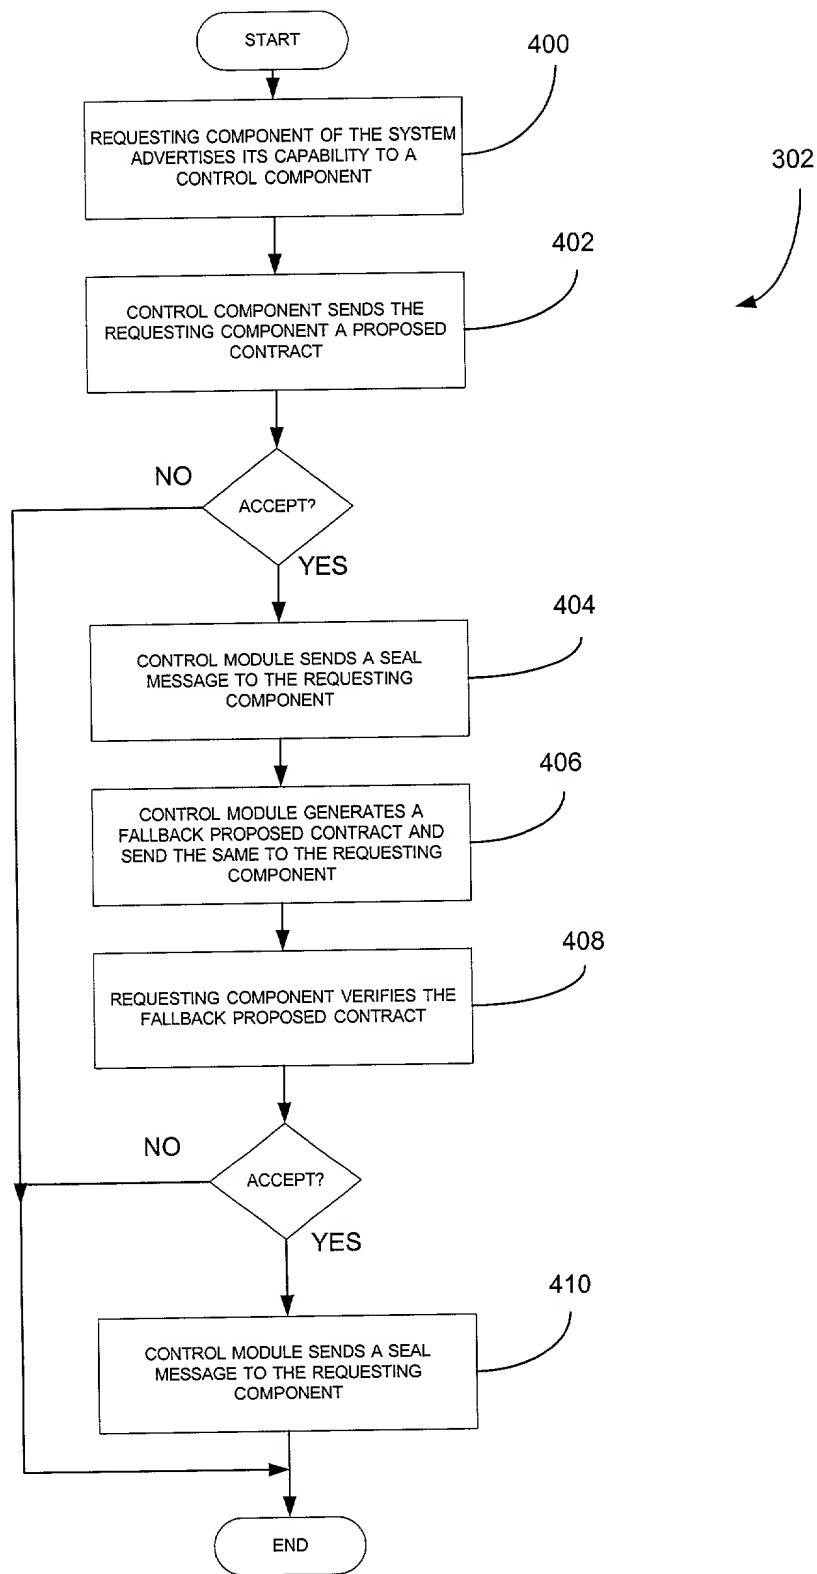 START
400
REQUESTING COMPONENT OF THE SYSTEM
ADVERTISES ITS CAPABILITY TO A
CONTROL COMPONENT
302
402
CONTROL COMPONENT SENDS THE
REQUESTING COMPONENT A PROPOSED
CONTRACT
NO
ACCEPT?
YES
404
CONTROL MODULE SENDS A SEAL
MESSAGE TO THE REQUESTING
COMPONENT
406
CONTROL MODULE GENERATES A
FALLBACK PROPOSED CONTRACT AND
SEND THE SAME TO THE REQUESTING
COMPONENT
408
REQUESTING COMPONENT VERIFIES THE
FALLBACK PROPOSED CONTRACT
NO
ACCEPT?
YES
410
CONTROL MODULE SENDS A SEAL
MESSAGE TO THE REQUESTING
COMPONENT
END